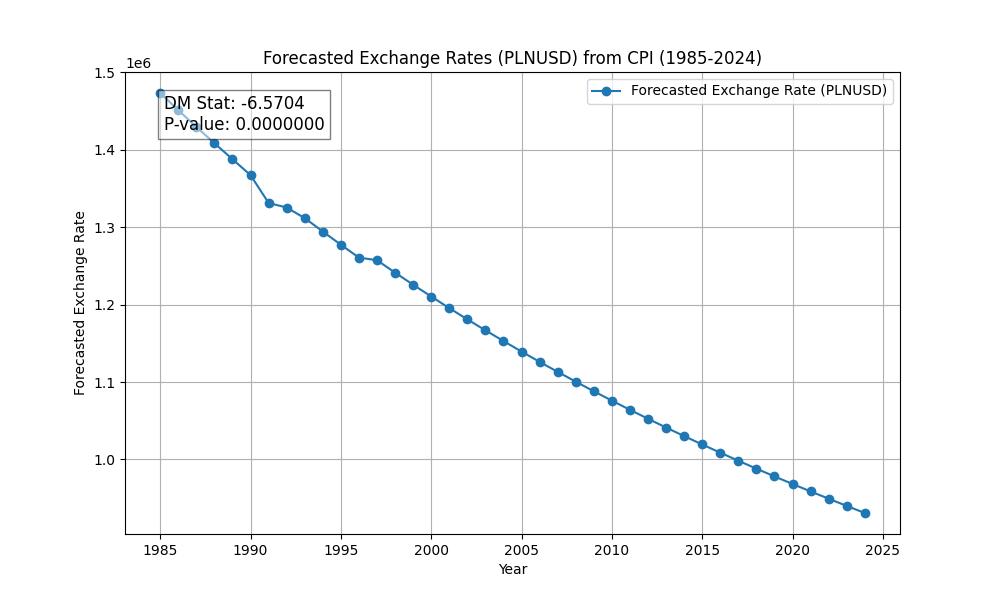 Forecasted Exchange Rates (PLNUSD) from CPI (1985-2024)
1e6
DM Stat: -6.5704
P-value: 0.0000000
Forecasted Exchange Rate (PLNUSD)
1.5
1.4
1.3
1.2
1.1
1.0
Forecasted Exchange Rate
1985 1990 1995 2000 2005 2010 2015 2020 2025
Year